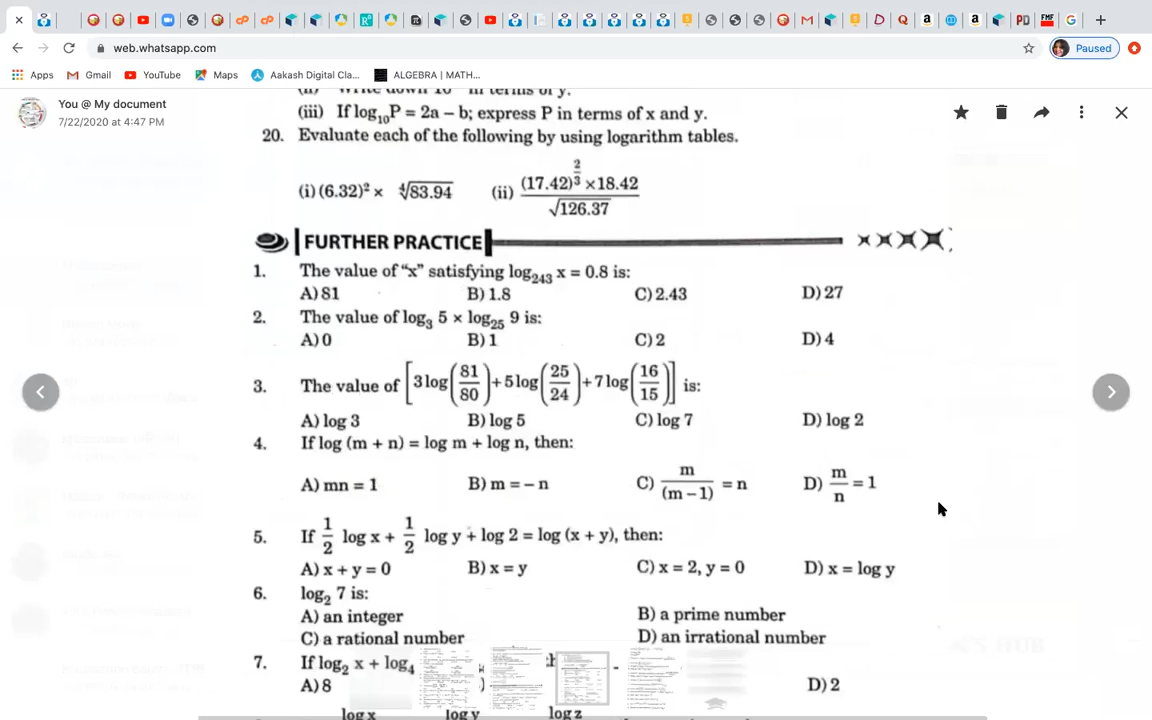 web.whatsapp.com
Paused
Apps
Gmail
YouTube
Maps
Aakash Digital Cla...
ALGEBRA | MATH...
You @ My document
7/22/2020 at 4:47 PM
(iii) If log₁₀P = 2a – b; express P in terms of x and y.
20. Evaluate each of the following by using logarithm tables.
(i) (6.32)² × ∜83.94 (ii) (17.42)^(2/3) × 18.42 / √126.37
FURTHER PRACTICE
1. The value of "x" satisfying log₂₄₃ x = 0.8 is:
A) 81 B) 1.8 C) 2.43 D) 27
2. The value of log₃ 5 × log₂₅ 9 is:
A) 0 B) 1 C) 2 D) 4
3. The value of [3 log(81/80) + 5 log(25/24) + 7 log(16/15)] is:
A) log 3 B) log 5 C) log 7 D) log 2
4. If log (m + n) = log m + log n, then:
A) mn = 1 B) m = – n C) m/(m – 1) = n D) m/n = 1
5. If 1/2 log x + 1/2 log y + log 2 = log (x + y), then:
A) x + y = 0 B) x = y C) x = 2, y = 0 D) x = log y
6. log₂ 7 is:
A) an integer B) a prime number
C) a rational number D) an irrational number
7. If log₂ x + log₄
A) 8 D) 2
log x log y log z